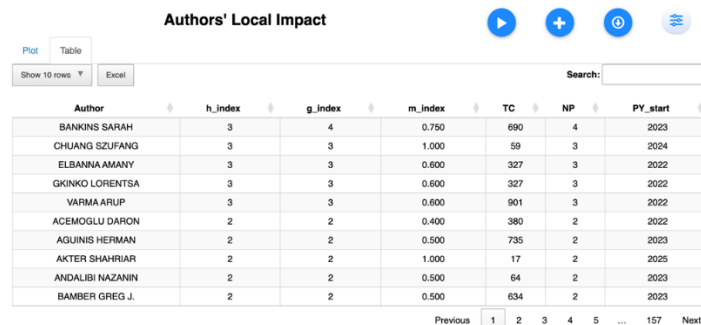 Authors' Local Impact
Plot Table
Show 10 rows Excel Search:
Author h_index g_index m_index TC NP PY_start
BANKINS SARAH 3 4 0.750 690 4 2023
CHUANG SZUFANG 3 3 1.000 59 3 2024
ELBANNA AMANY 3 3 0.600 327 3 2022
GKINKO LORENTSA 3 3 0.600 327 3 2022
VARMA ARUP 3 3 0.600 901 3 2022
ACEMOGLU DARON 2 2 0.400 380 2 2022
AGUINIS HERMAN 2 2 0.500 735 2 2023
AKTER SHAHRIAR 2 2 1.000 17 2 2025
ANDALIBI NAZANIN 2 2 0.500 64 2 2023
BAMBER GREG J. 2 2 0.500 634 2 2023
Previous 1 2 3 4 5 ... 157 Next